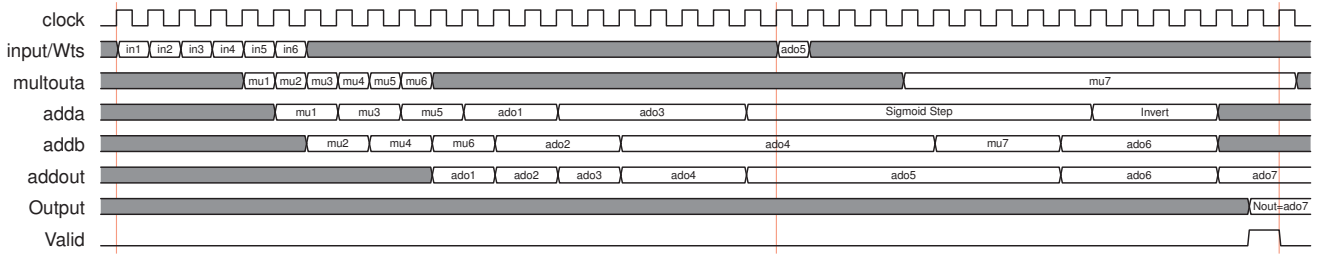 clock
input/Wts in1 in2 in3 in4 in5 in6 ado5
multouta mu1 mu2 mu3 mu4 mu5 mu6 mu7
adda mu1 mu3 mu5 ado1 ado3 Sigmoid Step Invert
addb mu2 mu4 mu6 ado2 ado4 mu7 ado6
addout ado1 ado2 ado3 ado4 ado5 ado6 ado7
Output Nout=ado7
Valid